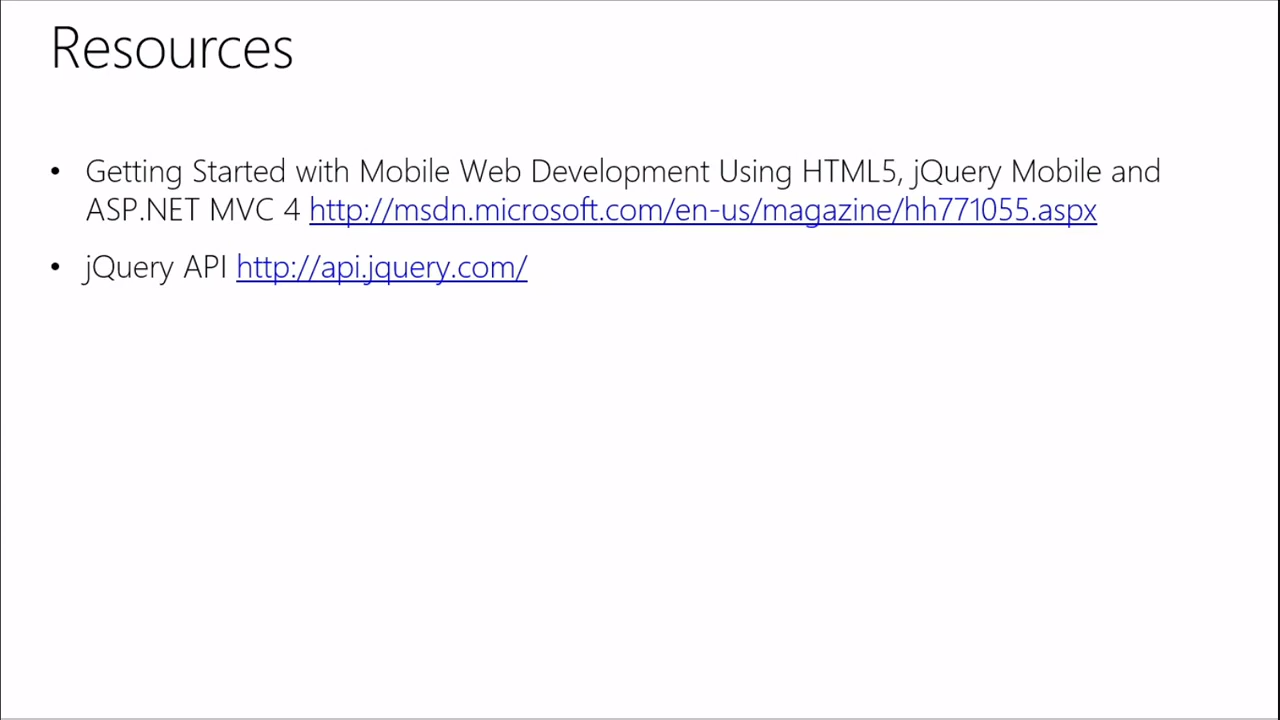 Resources
• Getting Started with Mobile Web Development Using HTML5, jQuery Mobile and
ASP.NET MVC 4 http://msdn.microsoft.com/en-us/magazine/hh771055.aspx
• jQuery API http://api.jquery.com/